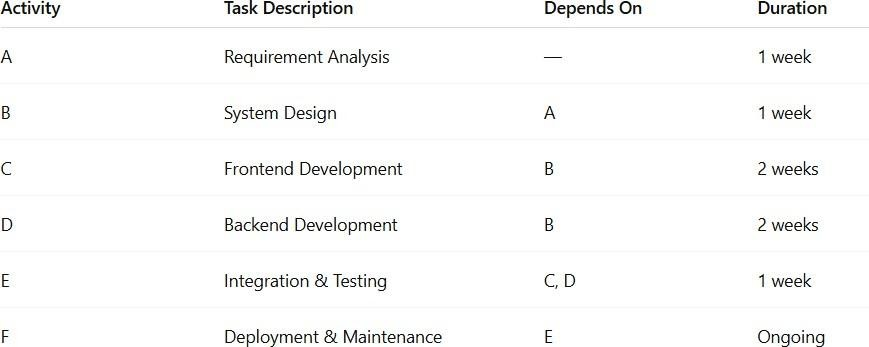 Activity Task Description Depends On Duration
A Requirement Analysis — 1 week
B System Design A 1 week
C Frontend Development B 2 weeks
D Backend Development B 2 weeks
E Integration & Testing C, D 1 week
F Deployment & Maintenance E Ongoing